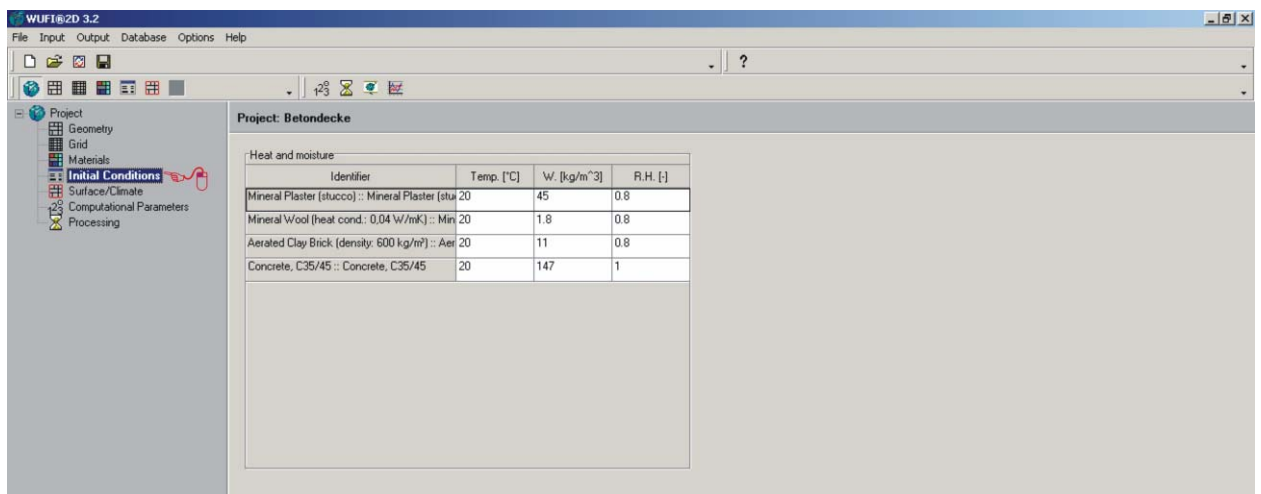 WUFI®2D 3.2
File Input Output Database Options Help
?
Project
Geometry
Grid
Materials
Initial Conditions
Surface/Climate
Computational Parameters
Processing
Project: Betondecke
Heat and moisture
Identifier Temp. [°C] W. [kg/m^3] R.H. [-]
Mineral Plaster (stucco) :: Mineral Plaster (stu 20 45 0.8
Mineral Wool (heat cond.: 0,04 W/mK) :: Min 20 1.8 0.8
Aerated Clay Brick (density: 600 kg/m³) :: Aer 20 11 0.8
Concrete, C35/45 :: Concrete, C35/45 20 147 1